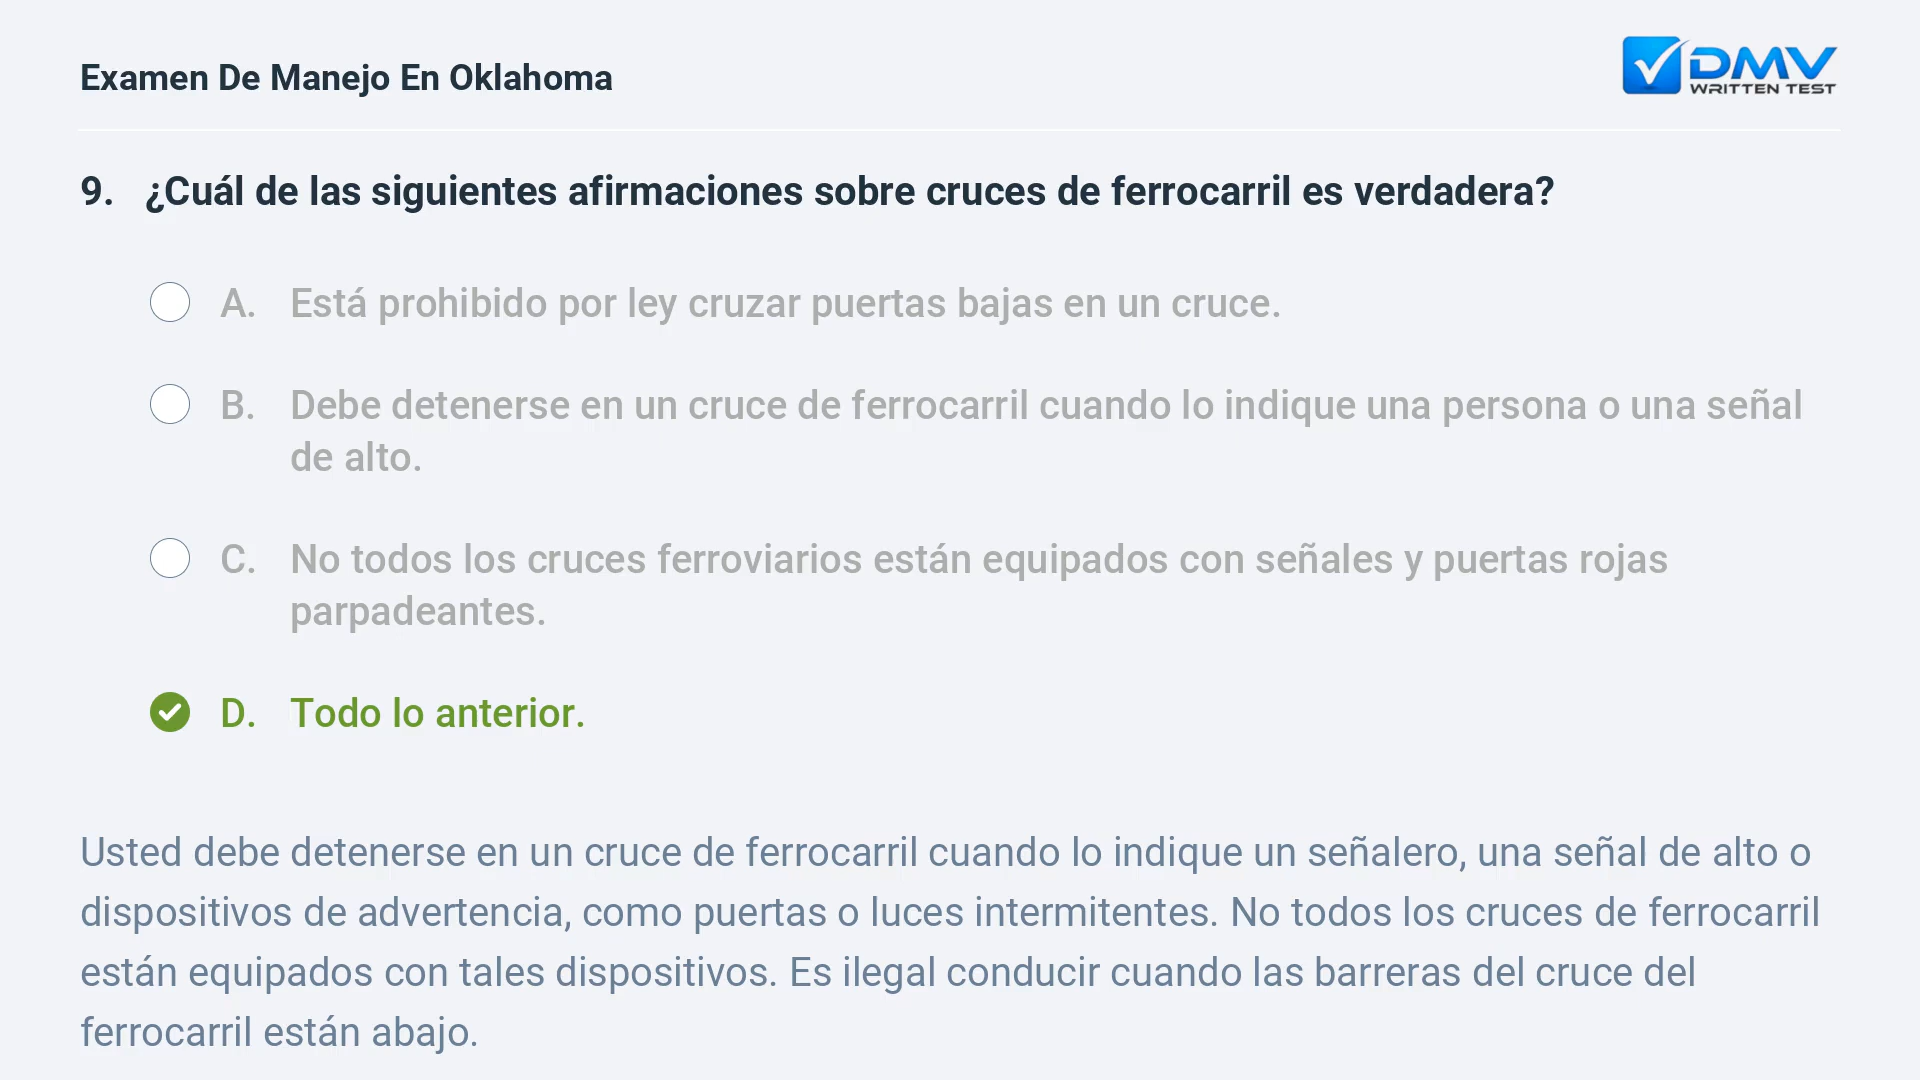 Examen De Manejo En Oklahoma
DMV
WRITTEN TEST
9. ¿Cuál de las siguientes afirmaciones sobre cruces de ferrocarril es verdadera?
A. Está prohibido por ley cruzar puertas bajas en un cruce.
B. Debe detenerse en un cruce de ferrocarril cuando lo indique una persona o una señal
de alto.
C. No todos los cruces ferroviarios están equipados con señales y puertas rojas
parpadeantes.
D. Todo lo anterior.
Usted debe detenerse en un cruce de ferrocarril cuando lo indique un señalero, una señal de alto o
dispositivos de advertencia, como puertas o luces intermitentes. No todos los cruces de ferrocarril
están equipados con tales dispositivos. Es ilegal conducir cuando las barreras del cruce del
ferrocarril están abajo.